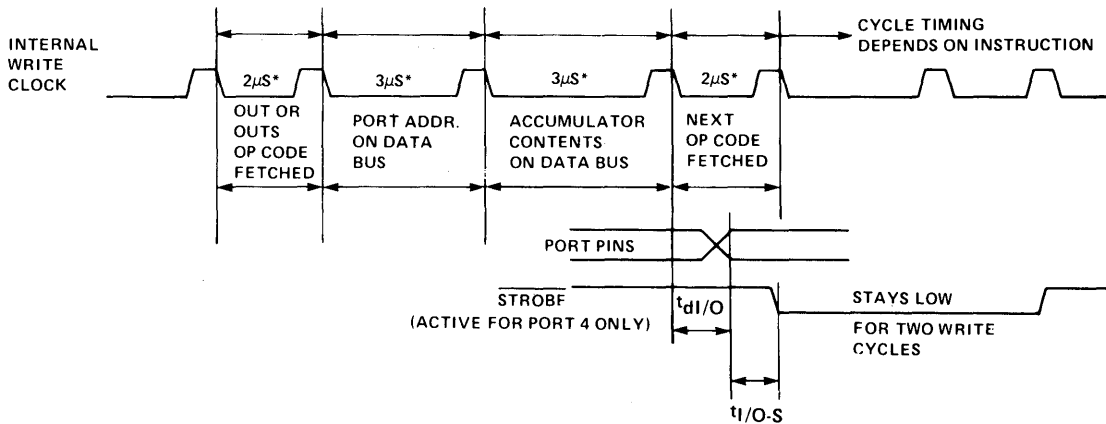 INTERNAL
WRITE
CLOCK
2μS*
3μS*
3μS*
2μS*
CYCLE TIMING
DEPENDS ON INSTRUCTION
OUT OR
OUTS
OP CODE
FETCHED
PORT ADDR.
ON DATA
BUS
ACCUMULATOR
CONTENTS
ON DATA BUS
NEXT
OP CODE
FETCHED
PORT PINS
STROBF
(ACTIVE FOR PORT 4 ONLY)
tdI/O
STAYS LOW
FOR TWO WRITE
CYCLES
tI/O-S